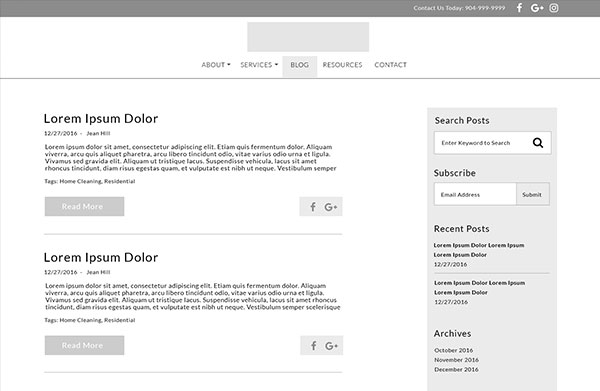 Contact Us Today: 904-999-9999
ABOUT SERVICES BLOG RESOURCES CONTACT
Lorem Ipsum Dolor
12/27/2016 - Jean Hill
Lorem ipsum dolor sit amet, consectetur adipiscing elit. Etiam quis fermentum dolor. Aliquam
viverra, arcu quis aliquet pharetra, arcu libero tincidunt odio, vitae varius odio urna et ligula.
Vivamus sed gravida elit. Aliquam ut tristique lacus. Suspendisse vehicula, lacus sit amet rhoncus
tincidunt, diam risus egestas quam, et vulputate est nibh ut neque. Vestibulum semper
Tags: Home Cleaning, Residential
Read More
Lorem Ipsum Dolor
12/27/2016 - Jean Hill
Lorem ipsum dolor sit amet, consectetur adipiscing elit. Etiam quis fermentum dolor. Aliquam
viverra, arcu quis aliquet pharetra, arcu libero tincidunt odio, vitae varius odio urna et ligula.
Vivamus sed gravida elit. Aliquam ut tristique lacus. Suspendisse vehicula, lacus sit amet rhoncus
tincidunt, diam risus egestas quam, et vulputate est nibh ut neque. Vestibulum semper scelerisque
Tags: Home Cleaning, Residential
Read More
Search Posts
Enter Keyword to Search
Subscribe
Email Address Submit
Recent Posts
Lorem Ipsum Dolor Lorem Ipsum
Lorem Ipsum Dolor
12/27/2016
Lorem Ipsum Dolor Lorem Ipsum
Lorem Ipsum Dolor
12/27/2016
Archives
October 2016
November 2016
December 2016